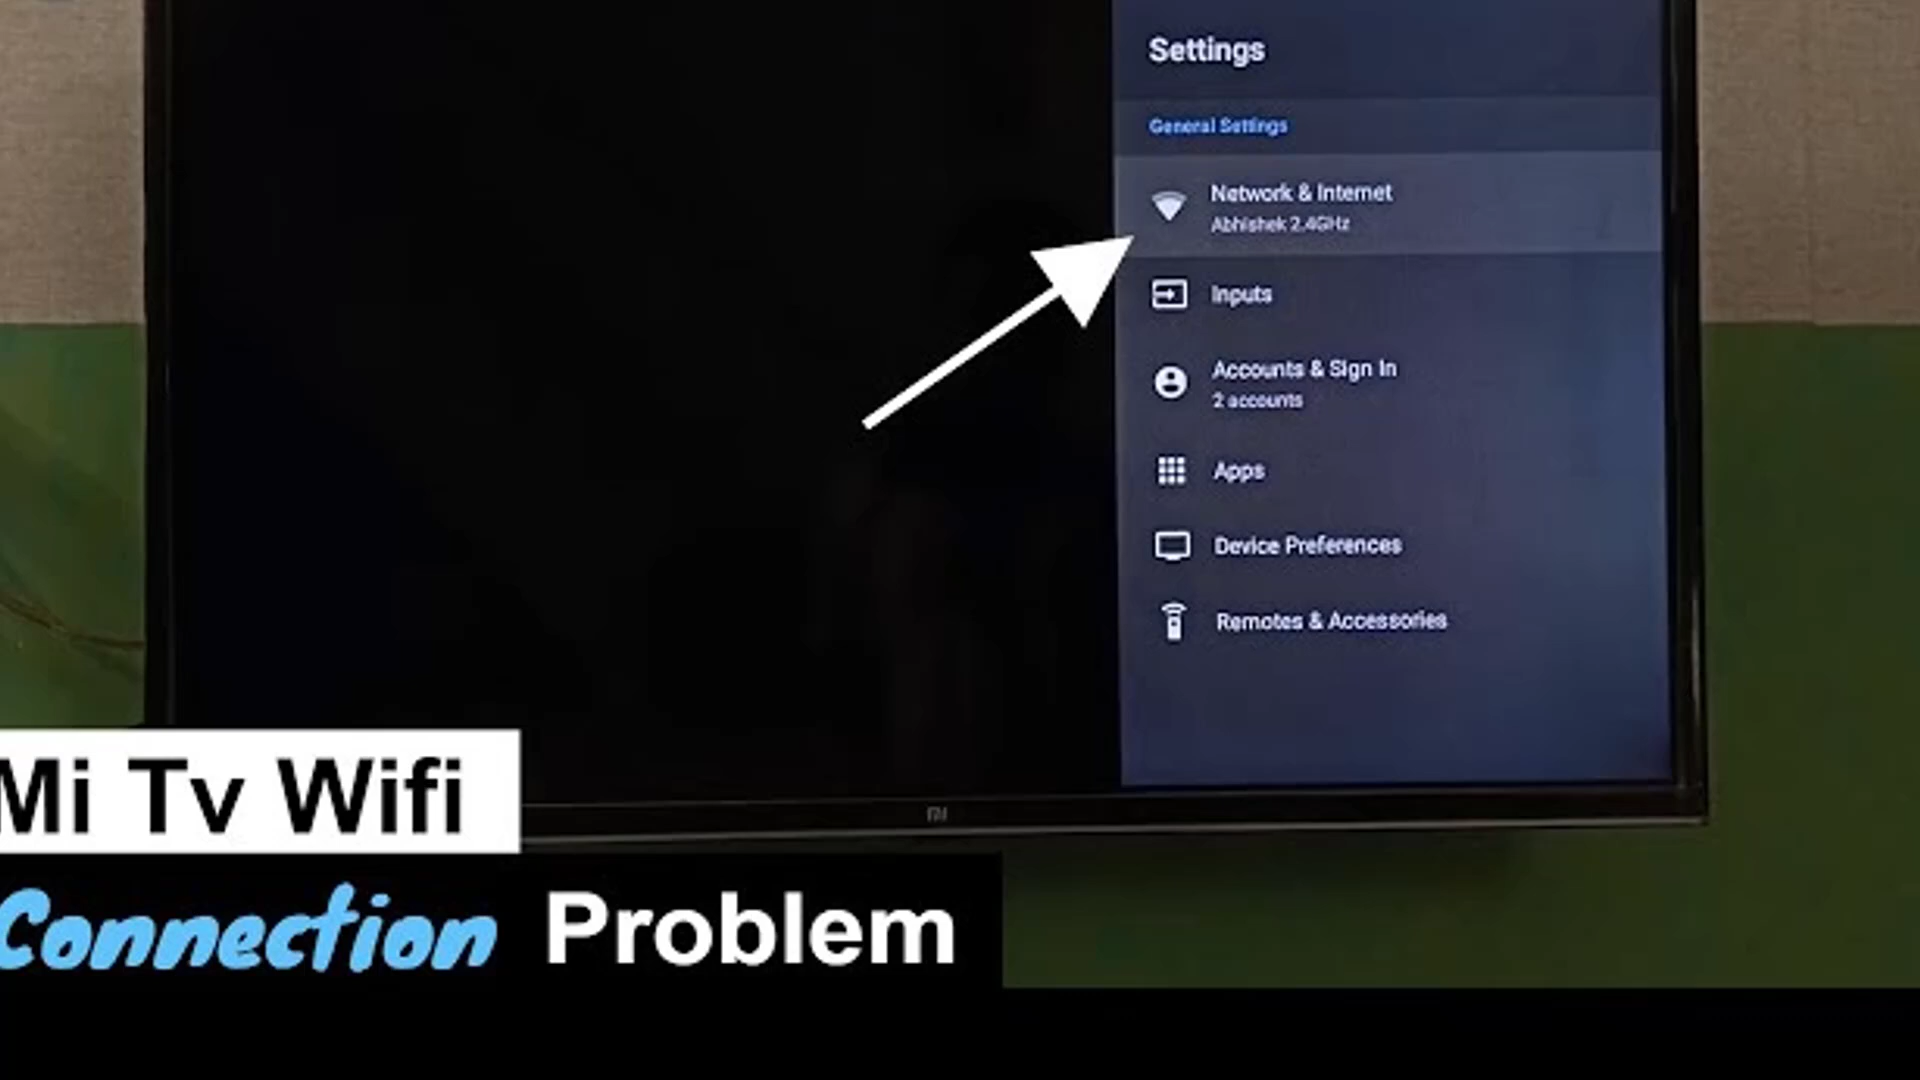 Settings
General Settings
Network & Internet
Abhishek 2.4GHz
Inputs
Accounts & Sign In
2 accounts
Apps
Device Preferences
Remotes & Accessories
mi
Mi Tv Wifi
Connection Problem